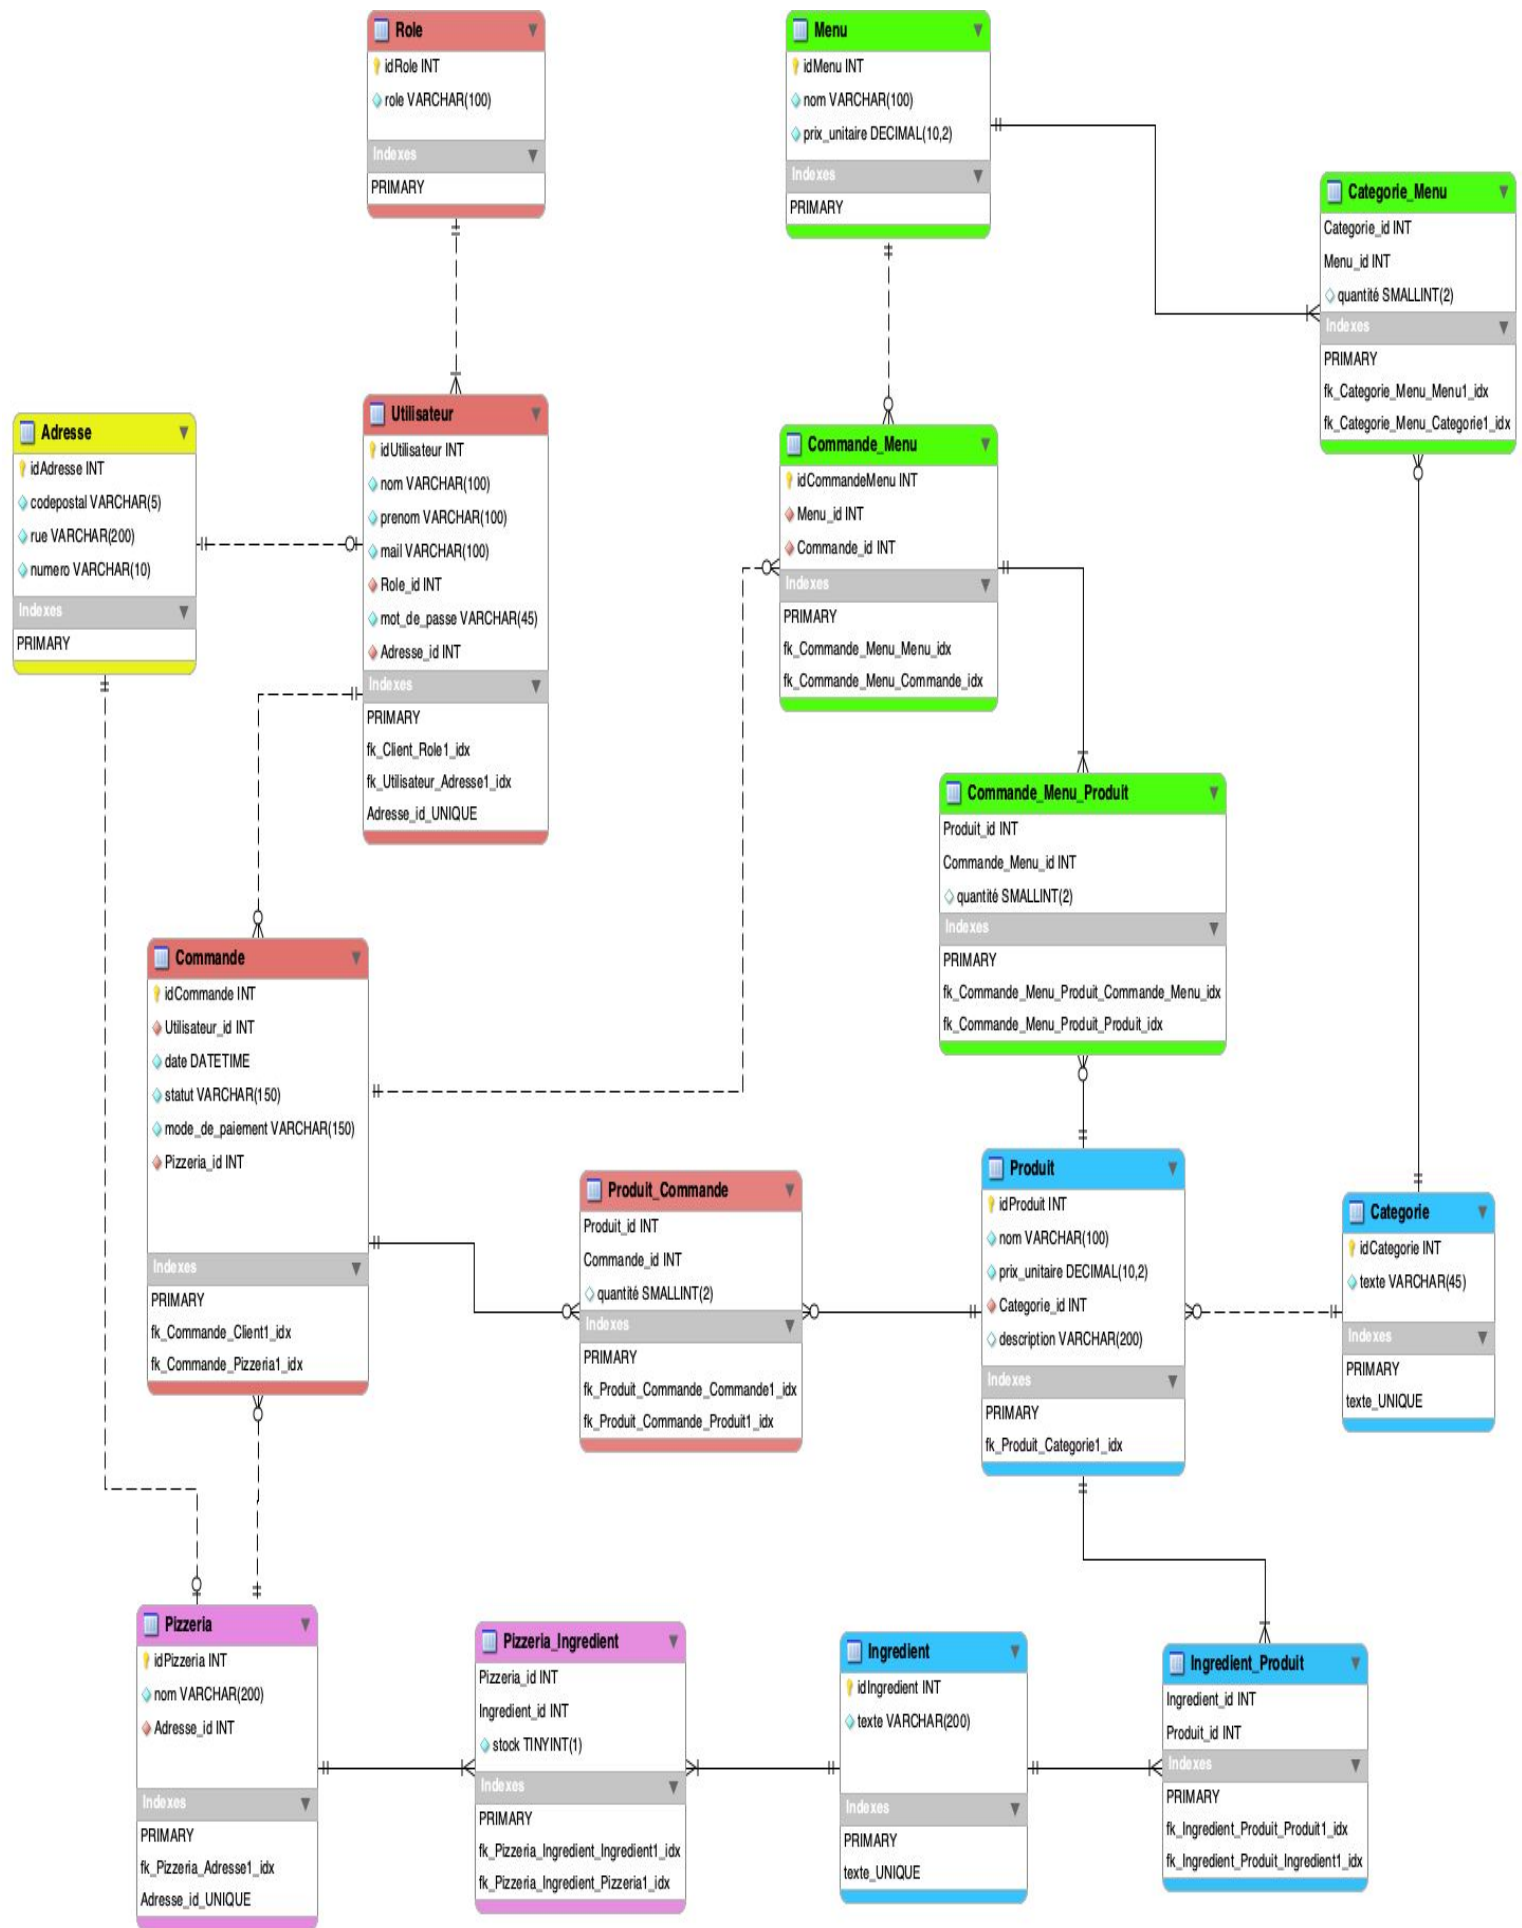 Role
idRole INT
role VARCHAR(100)
Indexes
PRIMARY
Menu
idMenu INT
nom VARCHAR(100)
prix_unitaire DECIMAL(10,2)
Indexes
PRIMARY
Categorie_Menu
Categorie_id INT
Menu_id INT
quantité SMALLINT(2)
Indexes
PRIMARY
fk_Categorie_Menu_Menu1_idx
fk_Categorie_Menu_Categorie1_idx
Adresse
idAdresse INT
codepostal VARCHAR(5)
rue VARCHAR(200)
numero VARCHAR(10)
Indexes
PRIMARY
Utilisateur
idUtilisateur INT
nom VARCHAR(100)
prenom VARCHAR(100)
mail VARCHAR(100)
Role_id INT
mot_de_passe VARCHAR(45)
Adresse_id INT
Indexes
PRIMARY
fk_Client_Role1_idx
fk_Utilisateur_Adresse1_idx
Adresse_id_UNIQUE
Commande_Menu
idCommandeMenu INT
Menu_id INT
Commande_id INT
Indexes
PRIMARY
fk_Commande_Menu_Menu_idx
fk_Commande_Menu_Commande_idx
Commande_Menu_Produit
Produit_id INT
Commande_Menu_id INT
quantité SMALLINT(2)
Indexes
PRIMARY
fk_Commande_Menu_Produit_Commande_Menu_idx
fk_Commande_Menu_Produit_Produit_idx
Commande
idCommande INT
Utilisateur_id INT
date DATETIME
statut VARCHAR(150)
mode_de_paiement VARCHAR(150)
Pizzeria_id INT
Indexes
PRIMARY
fk_Commande_Client1_idx
fk_Commande_Pizzeria1_idx
Produit_Commande
Produit_id INT
Commande_id INT
quantité SMALLINT(2)
Indexes
PRIMARY
fk_Produit_Commande_Commande1_idx
fk_Produit_Commande_Produit1_idx
Produit
idProduit INT
nom VARCHAR(100)
prix_unitaire DECIMAL(10,2)
Categorie_id INT
description VARCHAR(200)
Indexes
PRIMARY
fk_Produit_Categorie1_idx
Categorie
idCategorie INT
texte VARCHAR(45)
Indexes
PRIMARY
texte_UNIQUE
Pizzeria
idPizzeria INT
nom VARCHAR(200)
Adresse_id INT
Indexes
PRIMARY
fk_Pizzeria_Adresse1_idx
Adresse_id_UNIQUE
Pizzeria_Ingredient
Pizzeria_id INT
Ingredient_id INT
stock TINYINT(1)
Indexes
PRIMARY
fk_Pizzeria_Ingredient_Ingredient1_idx
fk_Pizzeria_Ingredient_Pizzeria1_idx
Ingredient
idIngredient INT
texte VARCHAR(200)
Indexes
PRIMARY
texte_UNIQUE
Ingredient_Produit
Ingredient_id INT
Produit_id INT
Indexes
PRIMARY
fk_Ingredient_Produit_Produit1_idx
fk_Ingredient_Produit_Ingredient1_idx